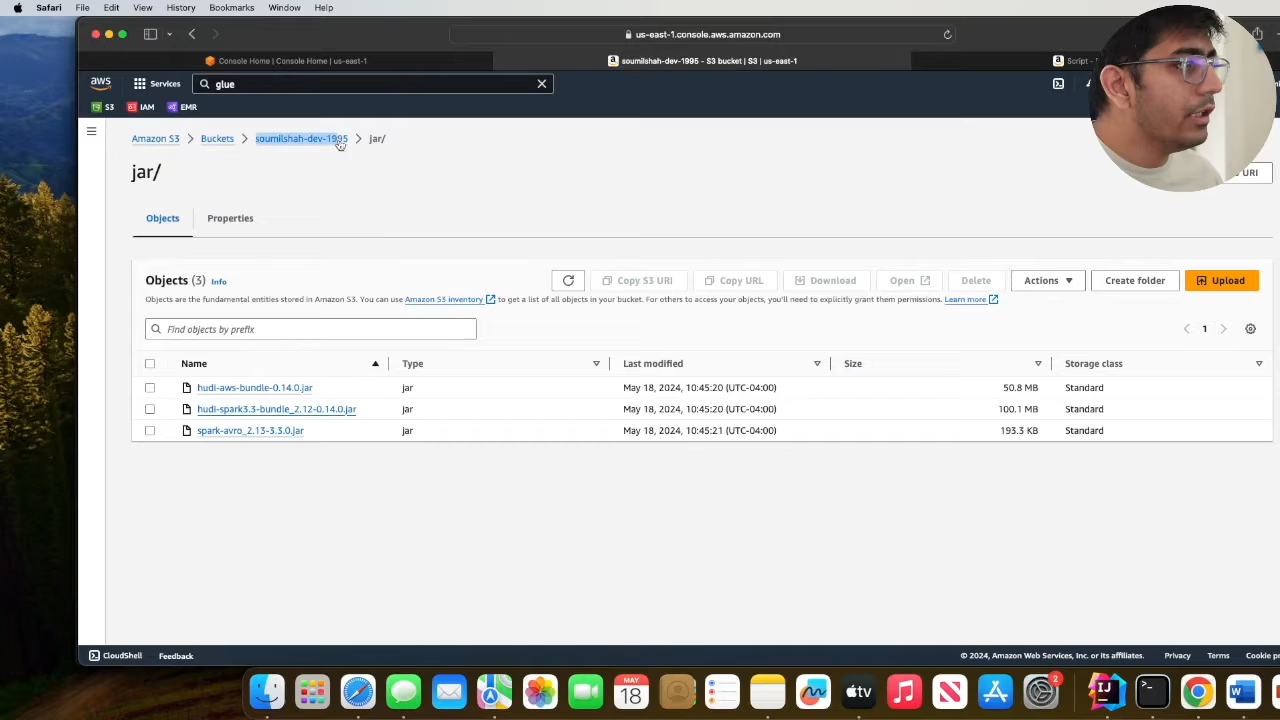 Safari File Edit View History Bookmarks Window Help
us-east-1.console.aws.amazon.com
Console Home | Console Home | us-east-1
soumilshah-dev-1995 - S3 bucket | S3 | us-east-1
Script -
aws Services glue
S3 IAM EMR
Amazon S3 > Buckets > soumilshah-dev-1995 > jar/
jar/
URI
Objects Properties
Objects (3) Info
Copy S3 URI Copy URL Download Open Delete Actions Create folder Upload
Objects are the fundamental entities stored in Amazon S3. You can use Amazon S3 inventory to get a list of all objects in your bucket. For others to access your objects, you'll need to explicitly grant them permissions. Learn more
Find objects by prefix
1
Name Type Last modified Size Storage class
hudi-aws-bundle-0.14.0.jar jar May 18, 2024, 10:45:20 (UTC-04:00) 50.8 MB Standard
hudi-spark3.3-bundle_2.12-0.14.0.jar jar May 18, 2024, 10:45:20 (UTC-04:00) 100.1 MB Standard
spark-avro_2.13-3.3.0.jar jar May 18, 2024, 10:45:21 (UTC-04:00) 193.3 KB Standard
CloudShell Feedback © 2024, Amazon Web Services, Inc. or its affiliates. Privacy Terms Cookie
MAY
18
tv
2
IJ
W